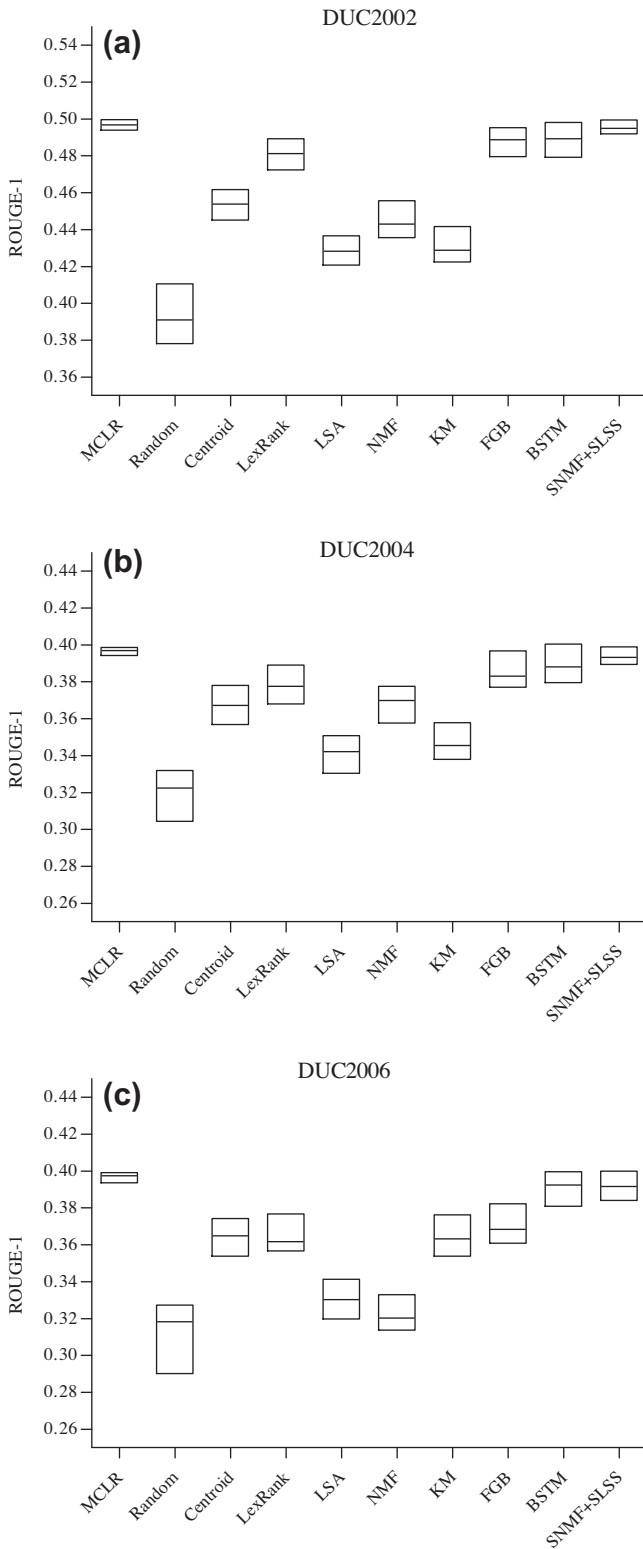 DUC2002
(a)
ROUGE-1
0.54
0.52
0.50
0.48
0.46
0.44
0.42
0.40
0.38
0.36
MCLR
Random
Centroid
LexRank
LSA
NMF
KM
FGB
BSTM
SNMF+SLSS
DUC2004
(b)
ROUGE-1
0.44
0.42
0.40
0.38
0.36
0.34
0.32
0.30
0.28
0.26
MCLR
Random
Centroid
LexRank
LSA
NMF
KM
FGB
BSTM
SNMF+SLSS
DUC2006
(c)
ROUGE-1
0.44
0.42
0.40
0.38
0.36
0.33
0.32
0.30
0.28
0.26
MCLR
Random
Centroid
LexRank
LSA
NMF
KM
FGB
BSTM
SNMF+SLSS